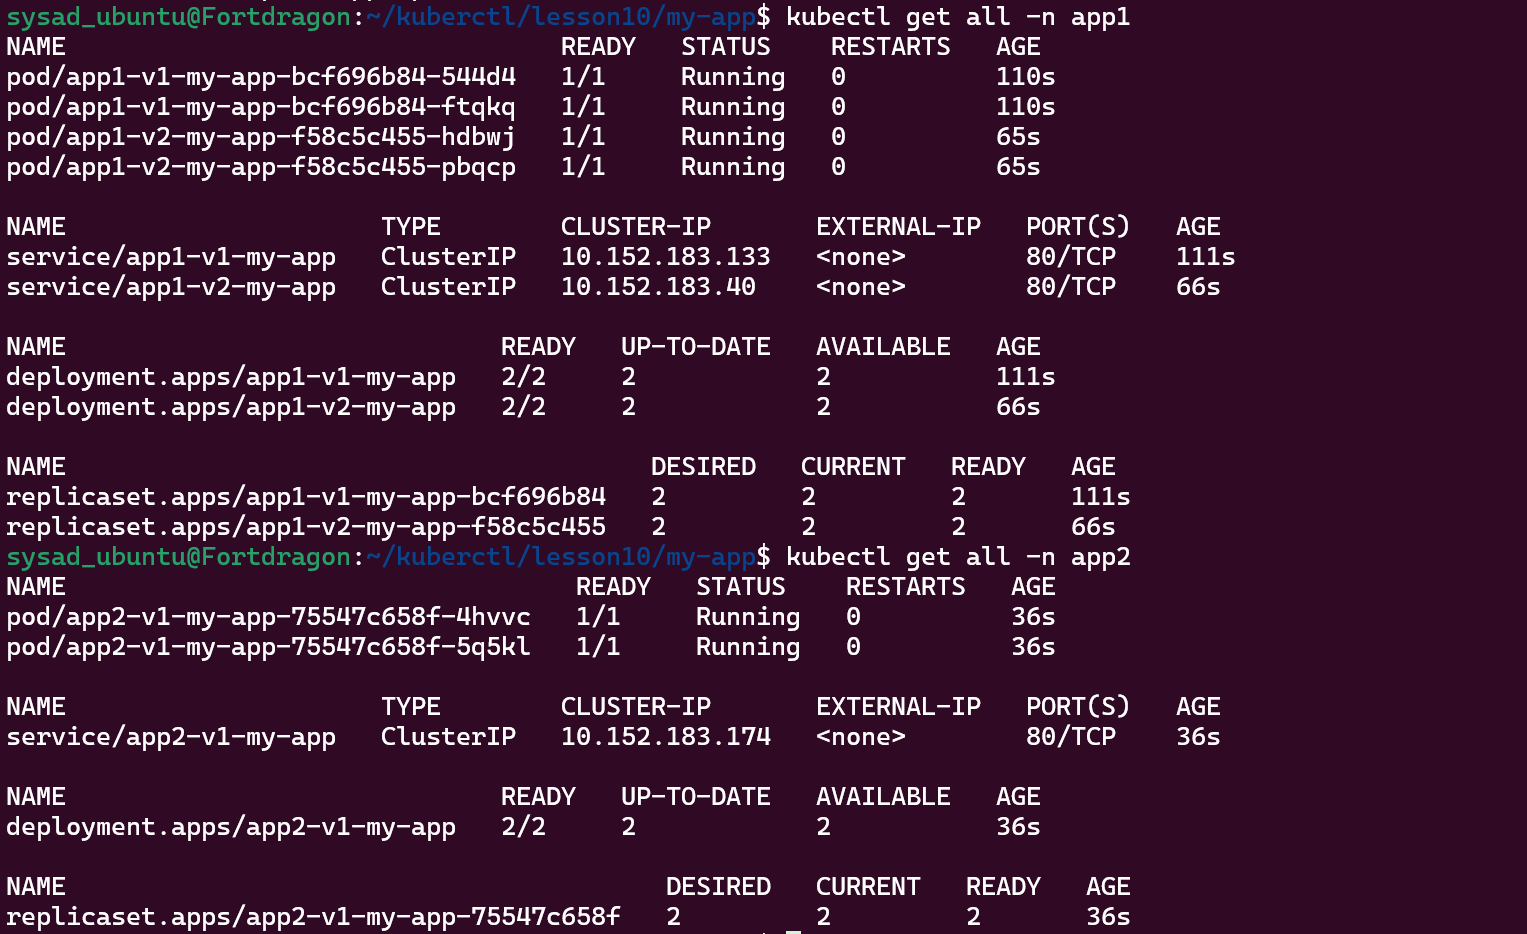 sysad_ubuntu@Fortdragon:~/kuberctl/lesson10/my-app$ kubectl get all -n app1
NAME READY STATUS RESTARTS AGE
pod/app1-v1-my-app-bcf696b84-544d4 1/1 Running 0 110s
pod/app1-v1-my-app-bcf696b84-ftqkq 1/1 Running 0 110s
pod/app1-v2-my-app-f58c5c455-hdbwj 1/1 Running 0 65s
pod/app1-v2-my-app-f58c5c455-pbqcp 1/1 Running 0 65s
NAME TYPE CLUSTER-IP EXTERNAL-IP PORT(S) AGE
service/app1-v1-my-app ClusterIP 10.152.183.133 <none> 80/TCP 111s
service/app1-v2-my-app ClusterIP 10.152.183.40 <none> 80/TCP 66s
NAME READY UP-TO-DATE AVAILABLE AGE
deployment.apps/app1-v1-my-app 2/2 2 2 111s
deployment.apps/app1-v2-my-app 2/2 2 2 66s
NAME DESIRED CURRENT READY AGE
replicaset.apps/app1-v1-my-app-bcf696b84 2 2 2 111s
replicaset.apps/app1-v2-my-app-f58c5c455 2 2 2 66s
sysad_ubuntu@Fortdragon:~/kuberctl/lesson10/my-app$ kubectl get all -n app2
NAME READY STATUS RESTARTS AGE
pod/app2-v1-my-app-75547c658f-4hvvc 1/1 Running 0 36s
pod/app2-v1-my-app-75547c658f-5q5kl 1/1 Running 0 36s
NAME TYPE CLUSTER-IP EXTERNAL-IP PORT(S) AGE
service/app2-v1-my-app ClusterIP 10.152.183.174 <none> 80/TCP 36s
NAME READY UP-TO-DATE AVAILABLE AGE
deployment.apps/app2-v1-my-app 2/2 2 2 36s
NAME DESIRED CURRENT READY AGE
replicaset.apps/app2-v1-my-app-75547c658f 2 2 2 36s